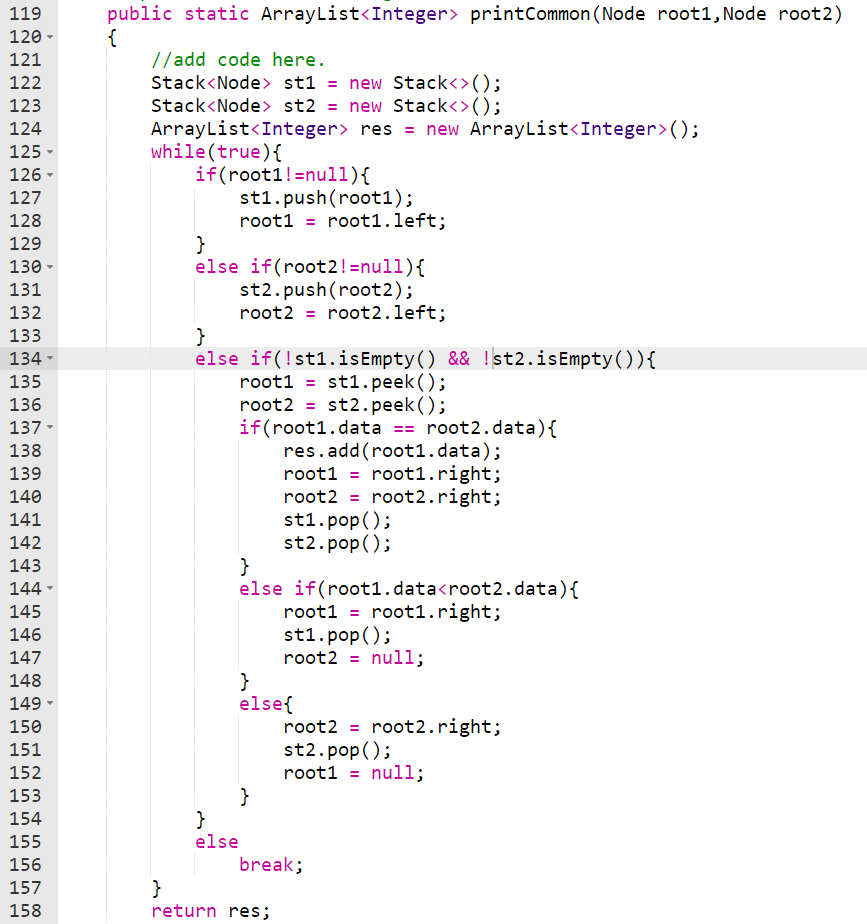 119 public static ArrayList<Integer> printCommon(Node root1,Node root2)
120 {
121 //add code here.
122 Stack<Node> st1 = new Stack<>();
123 Stack<Node> st2 = new Stack<>();
124 ArrayList<Integer> res = new ArrayList<Integer>();
125 while(true){
126 if(root1!=null){
127 st1.push(root1);
128 root1 = root1.left;
129 }
130 else if(root2!=null){
131 st2.push(root2);
132 root2 = root2.left;
133 }
134 else if(!st1.isEmpty() && !st2.isEmpty()){
135 root1 = st1.peek();
136 root2 = st2.peek();
137 if(root1.data == root2.data){
138 res.add(root1.data);
139 root1 = root1.right;
140 root2 = root2.right;
141 st1.pop();
142 st2.pop();
143 }
144 else if(root1.data<root2.data){
145 root1 = root1.right;
146 st1.pop();
147 root2 = null;
148 }
149 else{
150 root2 = root2.right;
151 st2.pop();
152 root1 = null;
153 }
154 }
155 else
156 break;
157 }
158 return res;